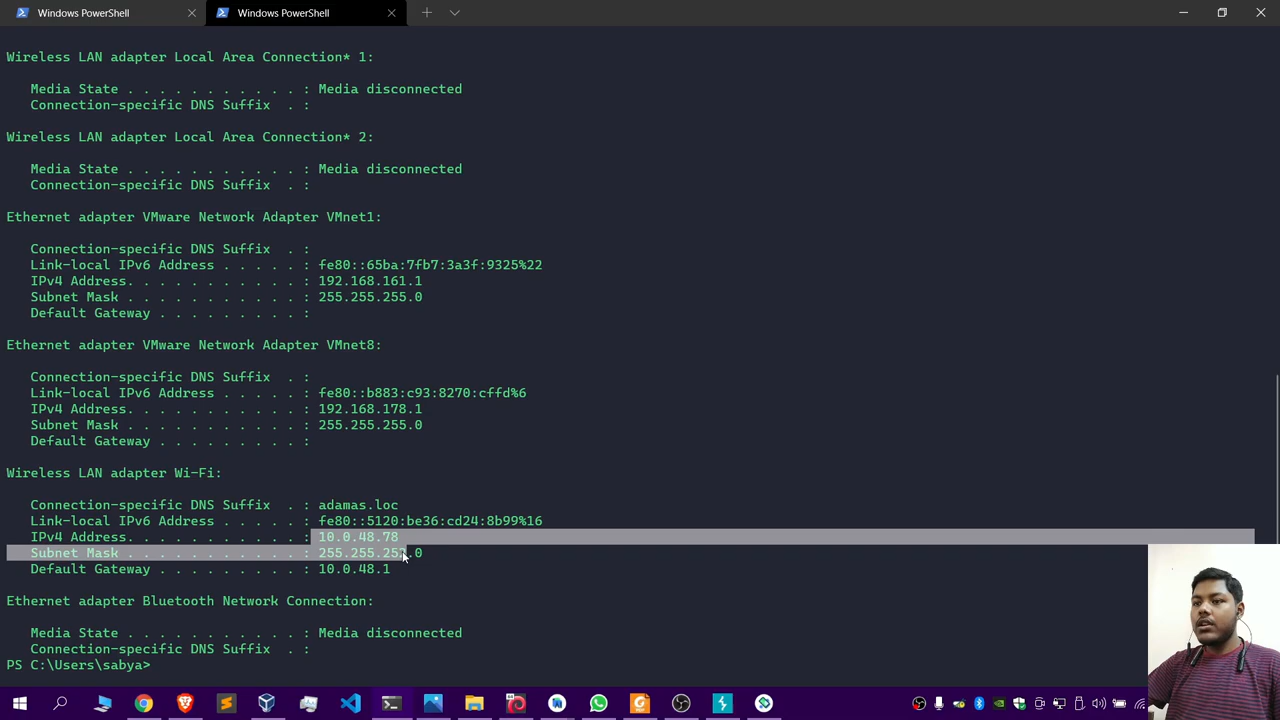 Windows PowerShell
Windows PowerShell
Wireless LAN adapter Local Area Connection* 1:
Media State . . . . . . . . . . . : Media disconnected
Connection-specific DNS Suffix  . :
Wireless LAN adapter Local Area Connection* 2:
Media State . . . . . . . . . . . : Media disconnected
Connection-specific DNS Suffix  . :
Ethernet adapter VMware Network Adapter VMnet1:
Connection-specific DNS Suffix  . :
Link-local IPv6 Address . . . . . : fe80::65ba:7fb7:3a3f:9325%22
IPv4 Address. . . . . . . . . . . : 192.168.161.1
Subnet Mask . . . . . . . . . . . : 255.255.255.0
Default Gateway . . . . . . . . . :
Ethernet adapter VMware Network Adapter VMnet8:
Connection-specific DNS Suffix  . :
Link-local IPv6 Address . . . . . : fe80::b883:c93:8270:cffd%6
IPv4 Address. . . . . . . . . . . : 192.168.178.1
Subnet Mask . . . . . . . . . . . : 255.255.255.0
Default Gateway . . . . . . . . . :
Wireless LAN adapter Wi-Fi:
Connection-specific DNS Suffix  . : adamas.loc
Link-local IPv6 Address . . . . . : fe80::5120:be36:cd24:8b99%16
IPv4 Address. . . . . . . . . . . : 10.0.48.78
Subnet Mask . . . . . . . . . . . :
Default Gateway . . . . . . . . . : 10.0.48.1
Ethernet adapter Bluetooth Network Connection:
Media State . . . . . . . . . . . : Media disconnected
Connection-specific DNS Suffix  . :
PS C:\Users\sabya>